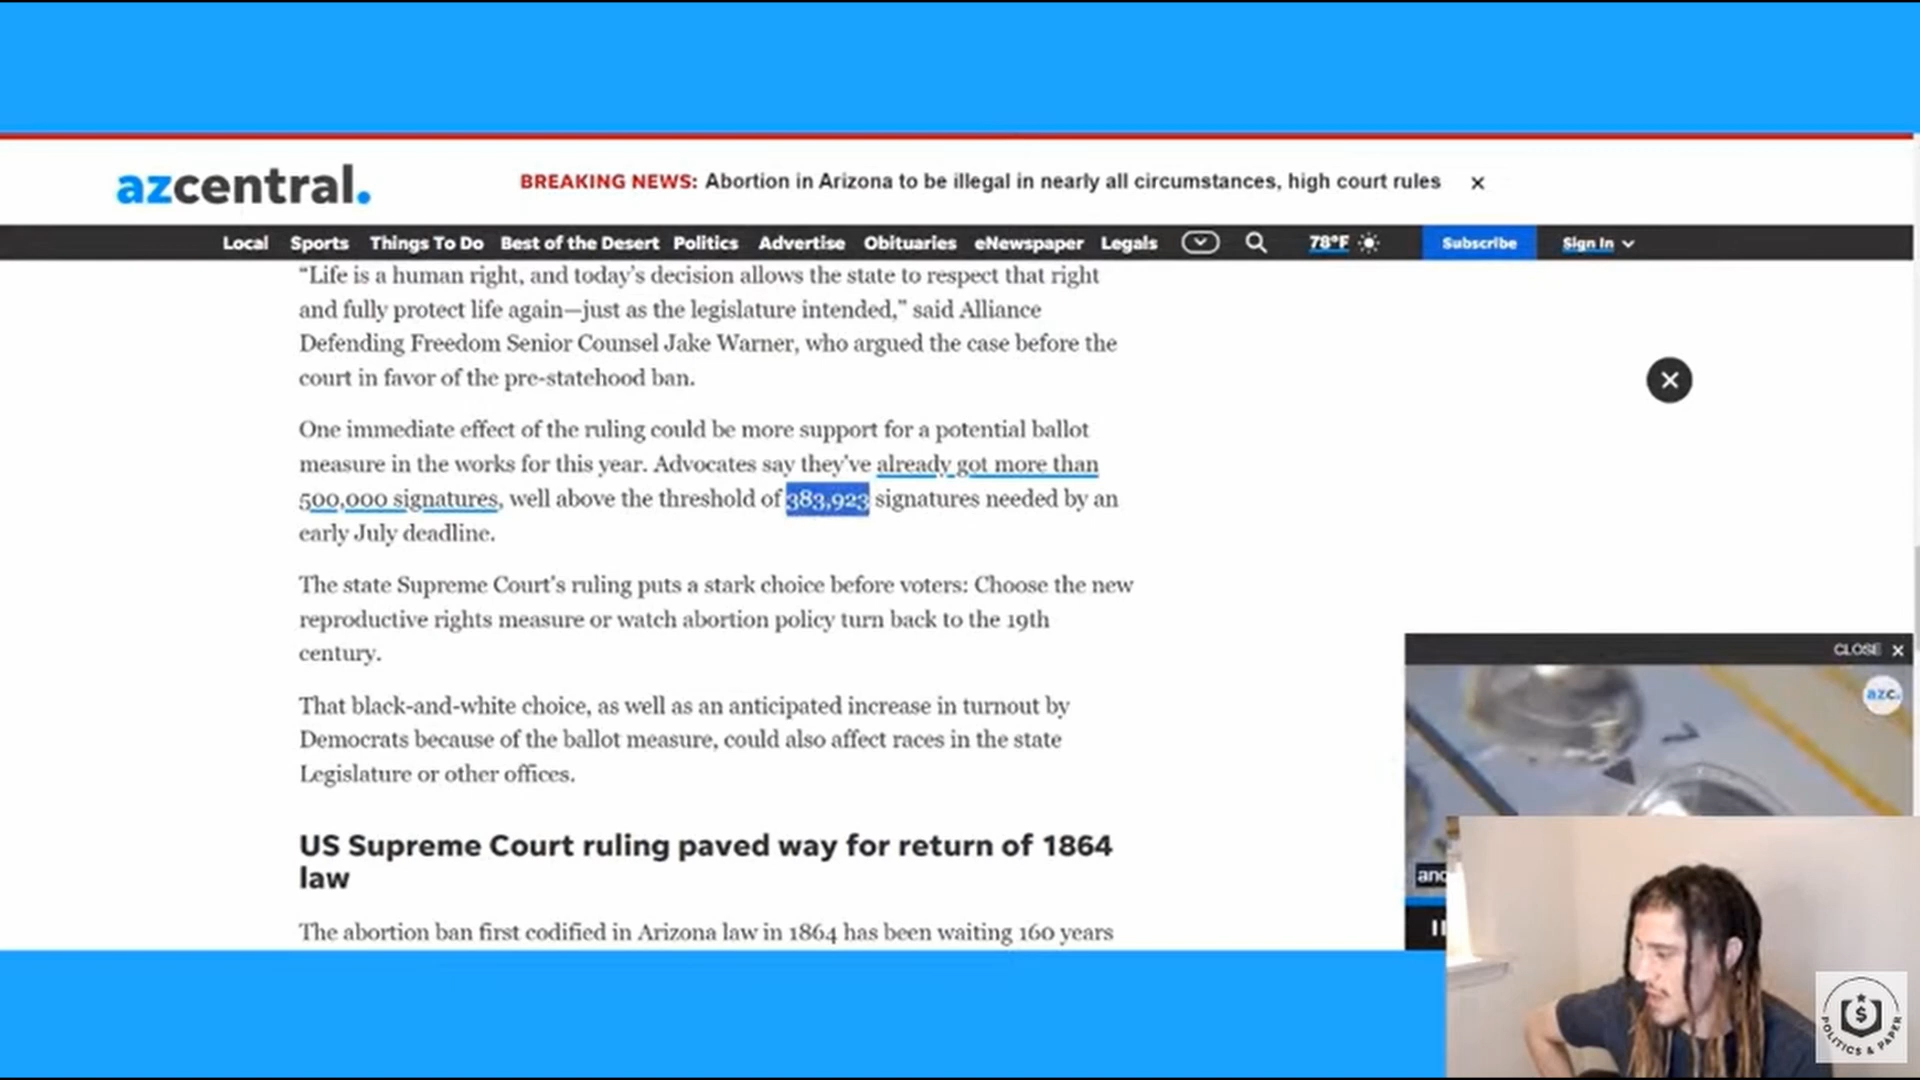 azcentral.
BREAKING NEWS: Abortion in Arizona to be illegal in nearly all circumstances, high court rules
Local Sports Things To Do Best of the Desert Politics Advertise Obituaries eNewspaper Legals 78°F Subscribe Sign In
“Life is a human right, and today’s decision allows the state to respect that right
and fully protect life again—just as the legislature intended,” said Alliance
Defending Freedom Senior Counsel Jake Warner, who argued the case before the
court in favor of the pre-statehood ban.
One immediate effect of the ruling could be more support for a potential ballot
measure in the works for this year. Advocates say they’ve already got more than
500,000 signatures, well above the threshold of 383,923 signatures needed by an
early July deadline.
The state Supreme Court’s ruling puts a stark choice before voters: Choose the new
reproductive rights measure or watch abortion policy turn back to the 19th
century.
That black-and-white choice, as well as an anticipated increase in turnout by
Democrats because of the ballot measure, could also affect races in the state
Legislature or other offices.
US Supreme Court ruling paved way for return of 1864
law
The abortion ban first codified in Arizona law in 1864 has been waiting 160 years
CLOSE
azc.
and
POLITICS & PAPER